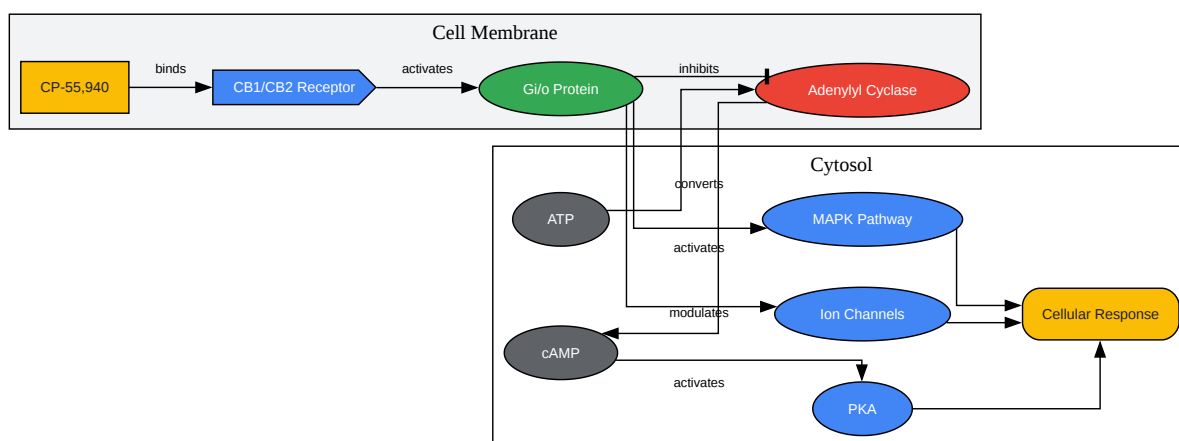 Cell Membrane
binds
activates
inhibits
CP-55,940
CB1/CB2 Receptor
Gi/o Protein
Adenylyl Cyclase
Cytosol
converts
ATP
MAPK Pathway
activates
modulates
Ion Channels
Cellular Response
cAMP
activates
PKA